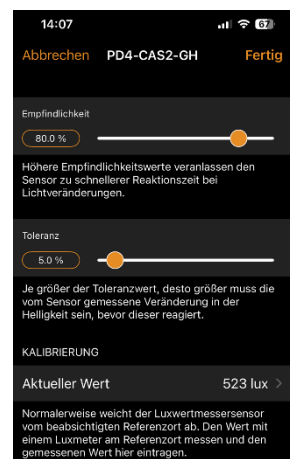 14:07
67
Abbrechen PD4-CAS2-GH Fertig
Empfindlichkeit
80.0 %
Höhere Empfindlichkeitswerte veranlassen den
Sensor zu schnellerer Reaktionszeit bei
Lichtveränderungen.
Toleranz
5.0 %
Je größer der Toleranzwert, desto größer muss die
vom Sensor gemessene Veränderung in der
Helligkeit sein, bevor dieser reagiert.
KALIBRIERUNG
Aktueller Wert 523 lux
Normalerweise weicht der Luxwertmessersensor
vom beabsichtigten Referenzort ab. Den Wert mit
einem Luxmeter am Referenzort messen und den
gemessenen Wert hier eintragen.